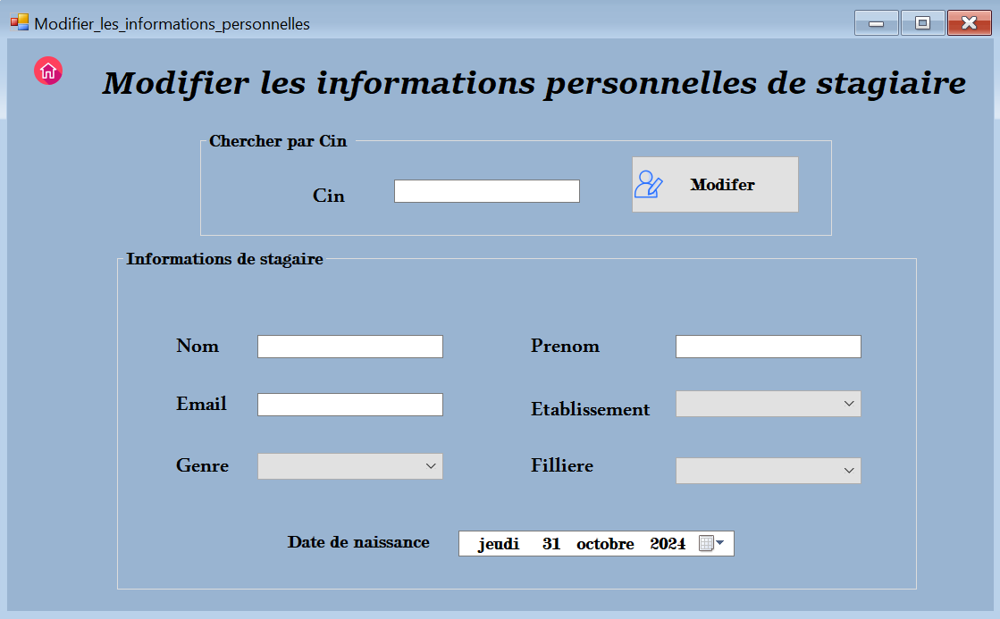 Modifier_les_informations_personnelles
Modifier les informations personnelles de stagiaire
Chercher par Cin
Cin
Modifer
Informations de stagaire
Nom
Prenom
Email
Etablissement
Genre
Filliere
Date de naissance
jeudi 31 octobre 2024